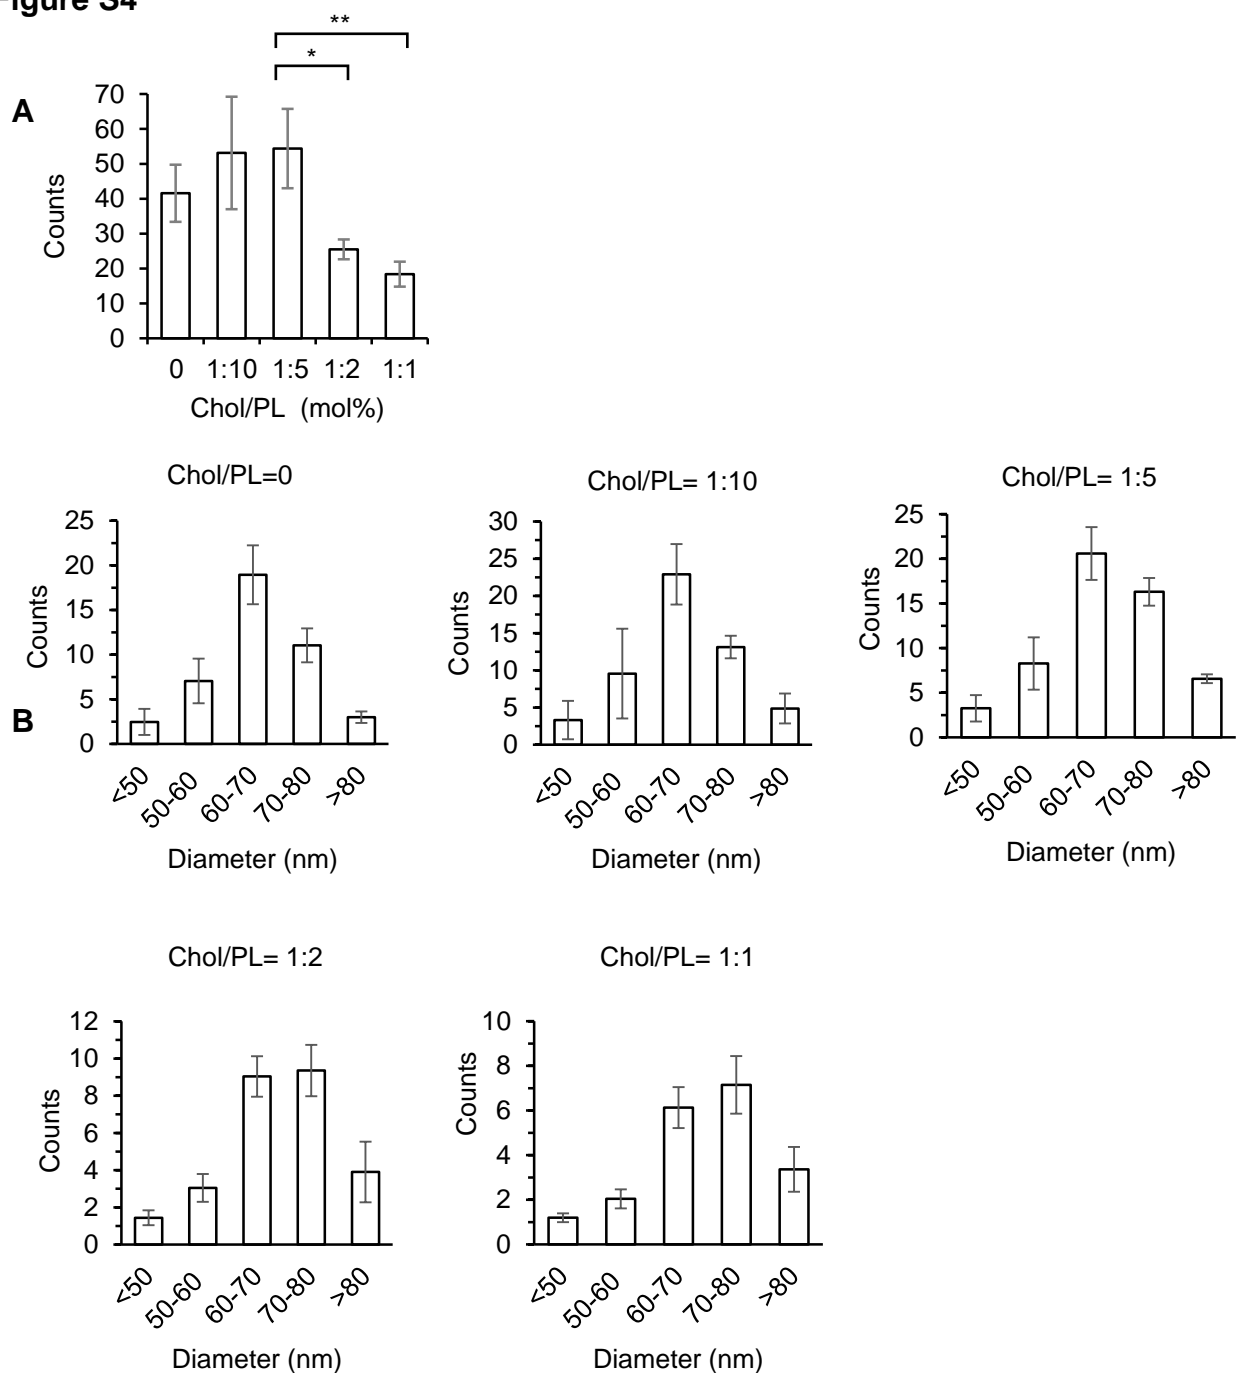 Figure S4
**
*
A
70
60
50
40
30
20
10
0
Counts
0 1:10 1:5 1:2 1:1
Chol/PL (mol%)
B
Chol/PL=0
25
20
15
10
5
0
Counts
<50 50-60 60-70 70-80 >80
Diameter (nm)
Chol/PL= 1:10
30
25
20
15
10
5
0
Counts
<50 50-60 60-70 70-80 >80
Diameter (nm)
Chol/PL= 1:5
25
20
15
10
5
0
Counts
<50 50-60 60-70 70-80 >80
Diameter (nm)
Chol/PL= 1:2
12
10
8
6
4
2
0
Counts
<50 50-60 60-70 70-80 >80
Diameter (nm)
Chol/PL= 1:1
10
8
6
4
2
0
Counts
<50 50-60 60-70 70-80 >80
Diameter (nm)